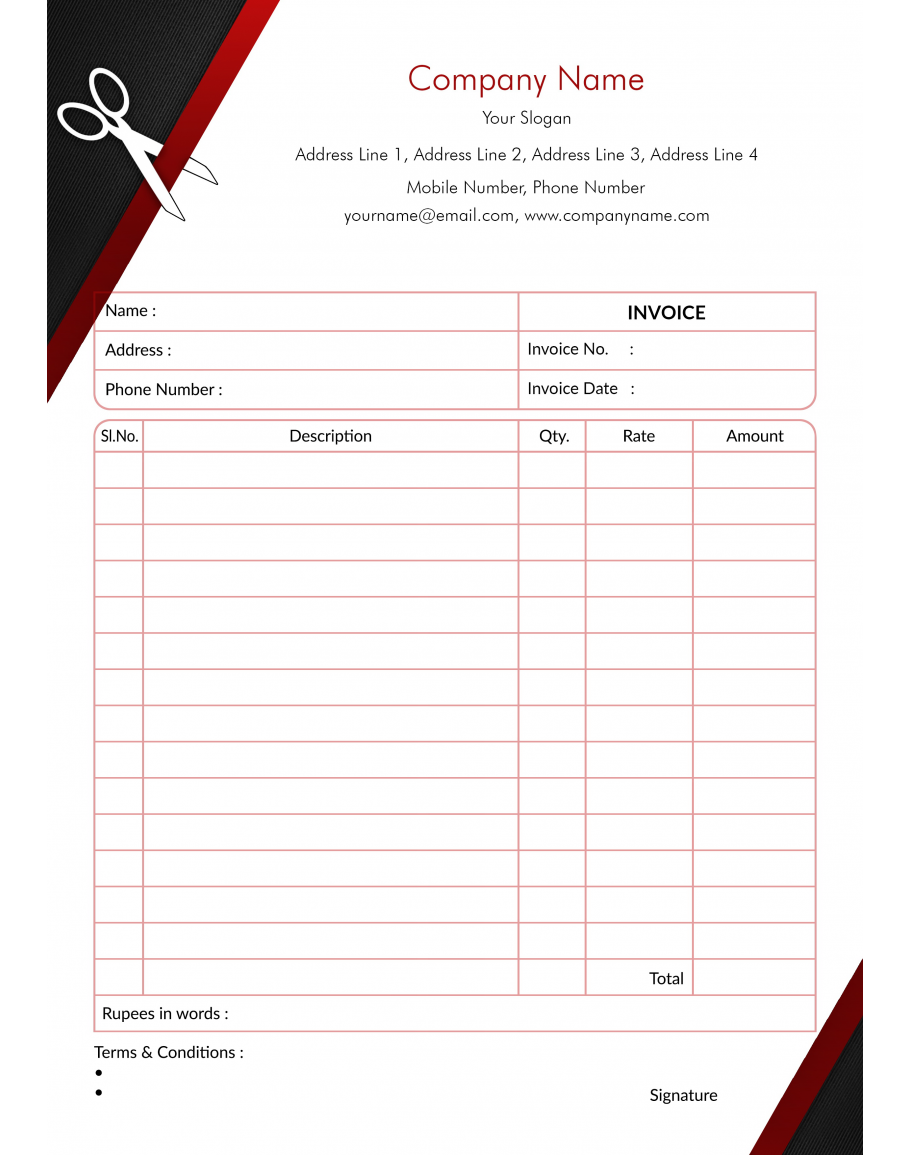 Company Name
Your Slogan
Address Line 1, Address Line 2, Address Line 3, Address Line 4
Mobile Number, Phone Number
yourname@email.com, www.companyname.com
Name :
INVOICE
Address :
Invoice No. :
Phone Number :
Invoice Date :
Sl.No. Description Qty. Rate Amount
Total
Rupees in words :
Terms & Conditions :
•
•
Signature